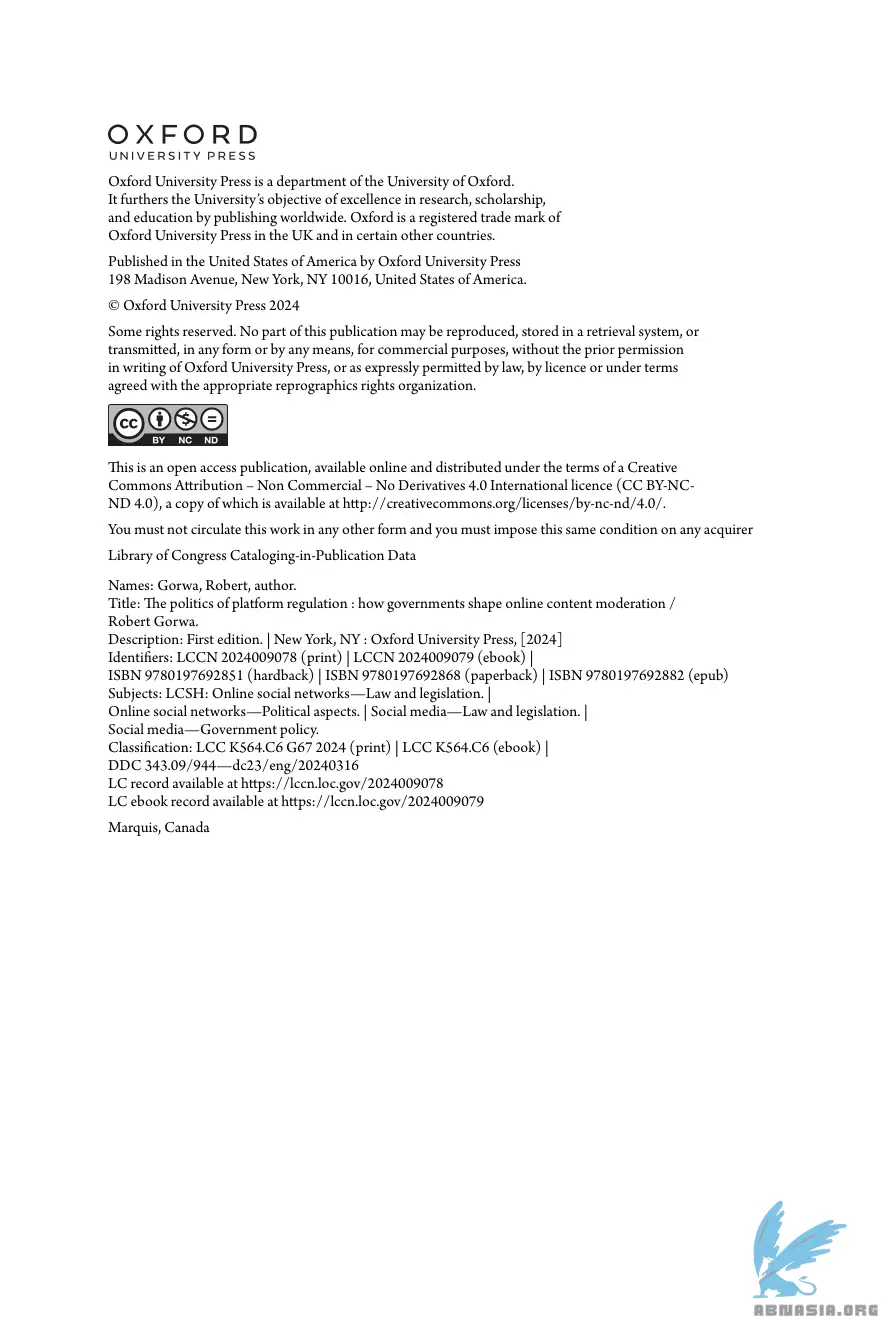 OXFORD
UNIVERSITY PRESS
Oxford University Press is a department of the University of Oxford.
It furthers the University’s objective of excellence in research, scholarship,
and education by publishing worldwide. Oxford is a registered trade mark of
Oxford University Press in the UK and in certain other countries.
Published in the United States of America by Oxford University Press
198 Madison Avenue, New York, NY 10016, United States of America.
© Oxford University Press 2024
Some rights reserved. No part of this publication may be reproduced, stored in a retrieval system, or
transmitted, in any form or by any means, for commercial purposes, without the prior permission
in writing of Oxford University Press, or as expressly permitted by law, by licence or under terms
agreed with the appropriate reprographics rights organization.
cc
BY NC ND
This is an open access publication, available online and distributed under the terms of a Creative
Commons Attribution – Non Commercial – No Derivatives 4.0 International licence (CC BY-NC-
ND 4.0), a copy of which is available at http://creativecommons.org/licenses/by-nc-nd/4.0/.
You must not circulate this work in any other form and you must impose this same condition on any acquirer
Library of Congress Cataloging-in-Publication Data
Names: Gorwa, Robert, author.
Title: The politics of platform regulation : how governments shape online content moderation /
Robert Gorwa.
Description: First edition. | New York, NY : Oxford University Press, [2024]
Identifiers: LCCN 2024009078 (print) | LCCN 2024009079 (ebook) |
ISBN 9780197692851 (hardback) | ISBN 9780197692868 (paperback) | ISBN 9780197692882 (epub)
Subjects: LCSH: Online social networks—Law and legislation. |
Online social networks—Political aspects. | Social media—Law and legislation. |
Social media—Government policy.
Classification: LCC K564.C6 G67 2024 (print) | LCC K564.C6 (ebook) |
DDC 343.09/944—dc23/eng/20240316
LC record available at https://lccn.loc.gov/2024009078
LC ebook record available at https://lccn.loc.gov/2024009079
Marquis, Canada
ABNASIA.ORG